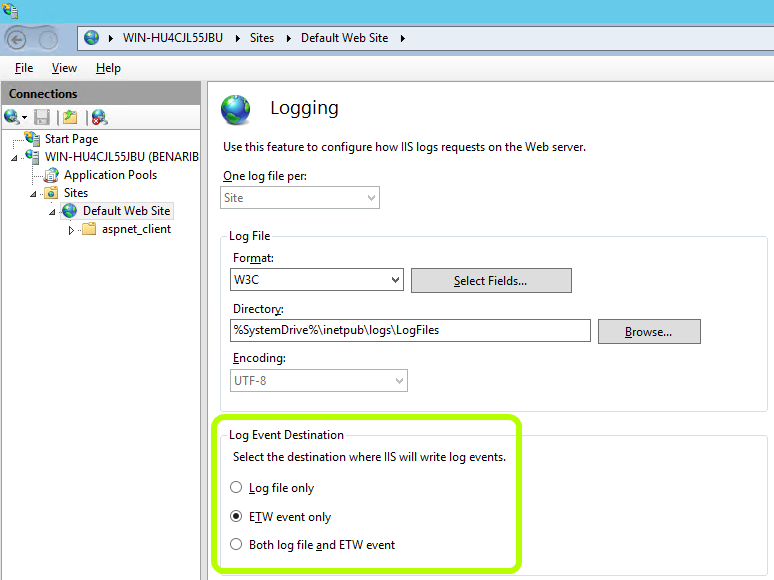 WIN-HU4CJL55JBU Sites Default Web Site
File View Help
Connections
Start Page
WIN-HU4CJL55JBU (BENARIB
Application Pools
Sites
Default Web Site
aspnet_client
Logging
Use this feature to configure how IIS logs requests on the Web server.
One log file per:
Site
Log File
Format:
W3C
Select Fields...
Directory:
%SystemDrive%\inetpub\logs\LogFiles
Browse...
Encoding:
UTF-8
Log Event Destination
Select the destination where IIS will write log events.
Log file only
ETW event only
Both log file and ETW event